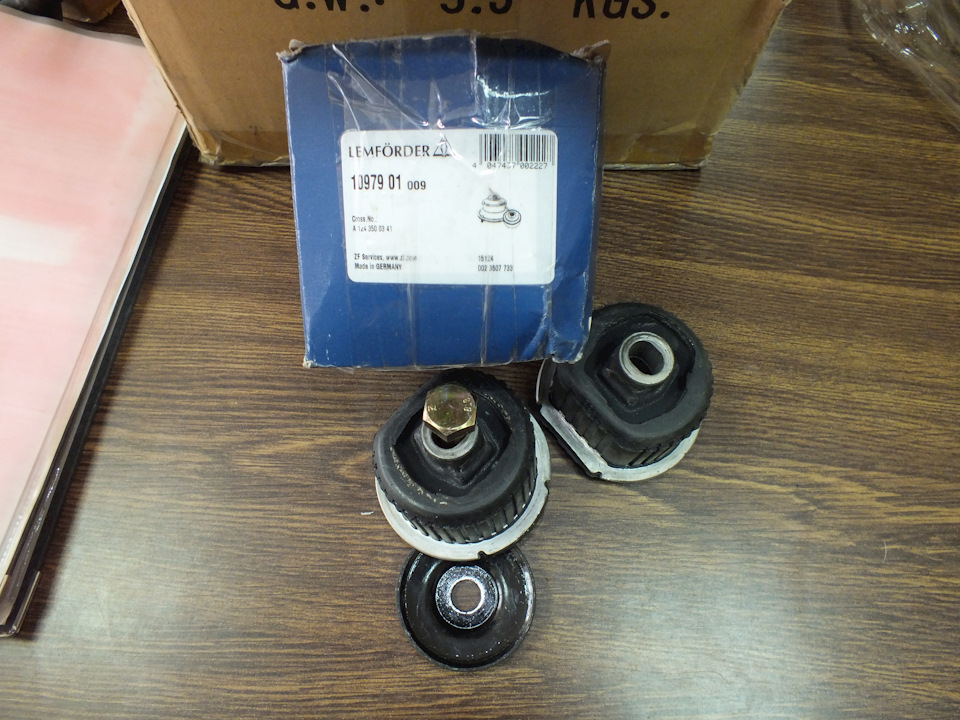 G.W.: 5.5 KGS.
LEMFÖRDER
10979 01 009
Cross.No.:
A 124 350 03 41
ZF Services, www.zf.com
Made in GERMANY
15124
002 3507 733